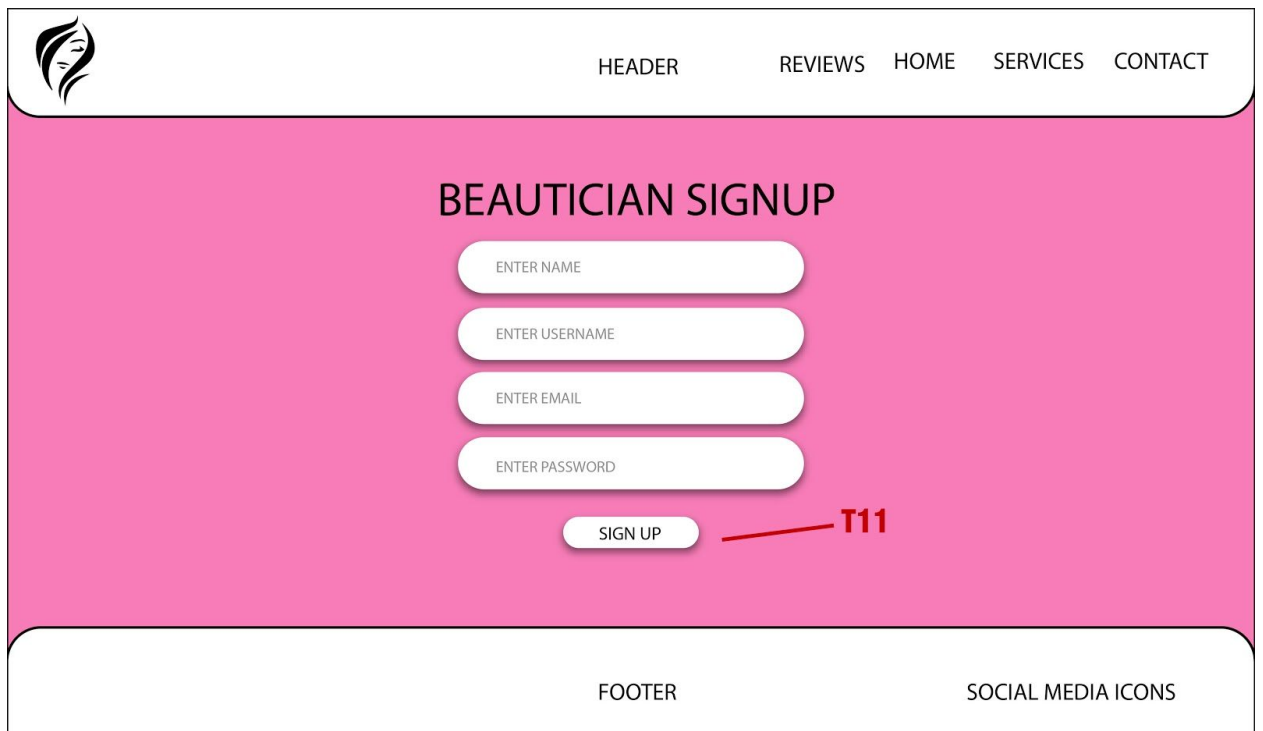 HEADER REVIEWS HOME SERVICES CONTACT
BEAUTICIAN SIGNUP
ENTER NAME
ENTER USERNAME
ENTER EMAIL
ENTER PASSWORD
SIGN UP T11
FOOTER SOCIAL MEDIA ICONS